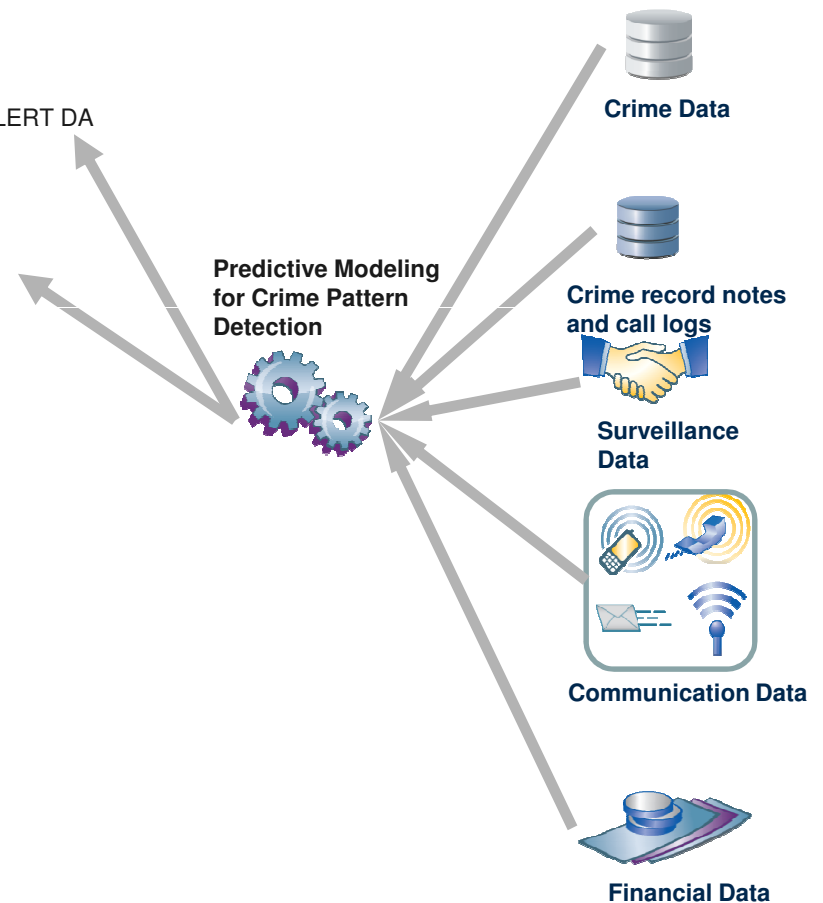 Crime Data
LERT DA
Predictive Modeling
for Crime Pattern
Detection
Crime record notes
and call logs
Surveillance
Data
Communication Data
Financial Data